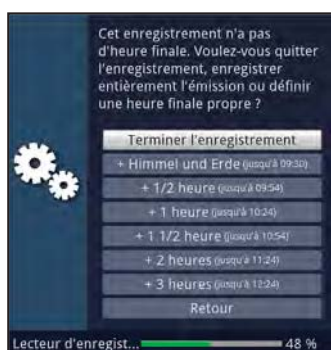 Cet enregistrement n'a pas
d'heure finale. Voulez-vous quitter
l'enregistrement, enregistrer
entièrement l'émission ou définir
une heure finale propre ?
Terminer l'enregistrement
+ Himmel und Erde (jusqu'à 09:30)
+ 1/2 heure (jusqu'à 09:54)
+ 1 heure (jusqu'à 10:24)
+ 1 1/2 heure (jusqu'à 10:54)
+ 2 heures (jusqu'à 11:24)
+ 3 heures (jusqu'à 12:24)
Retour
Lecteur d'enregist... 48 %